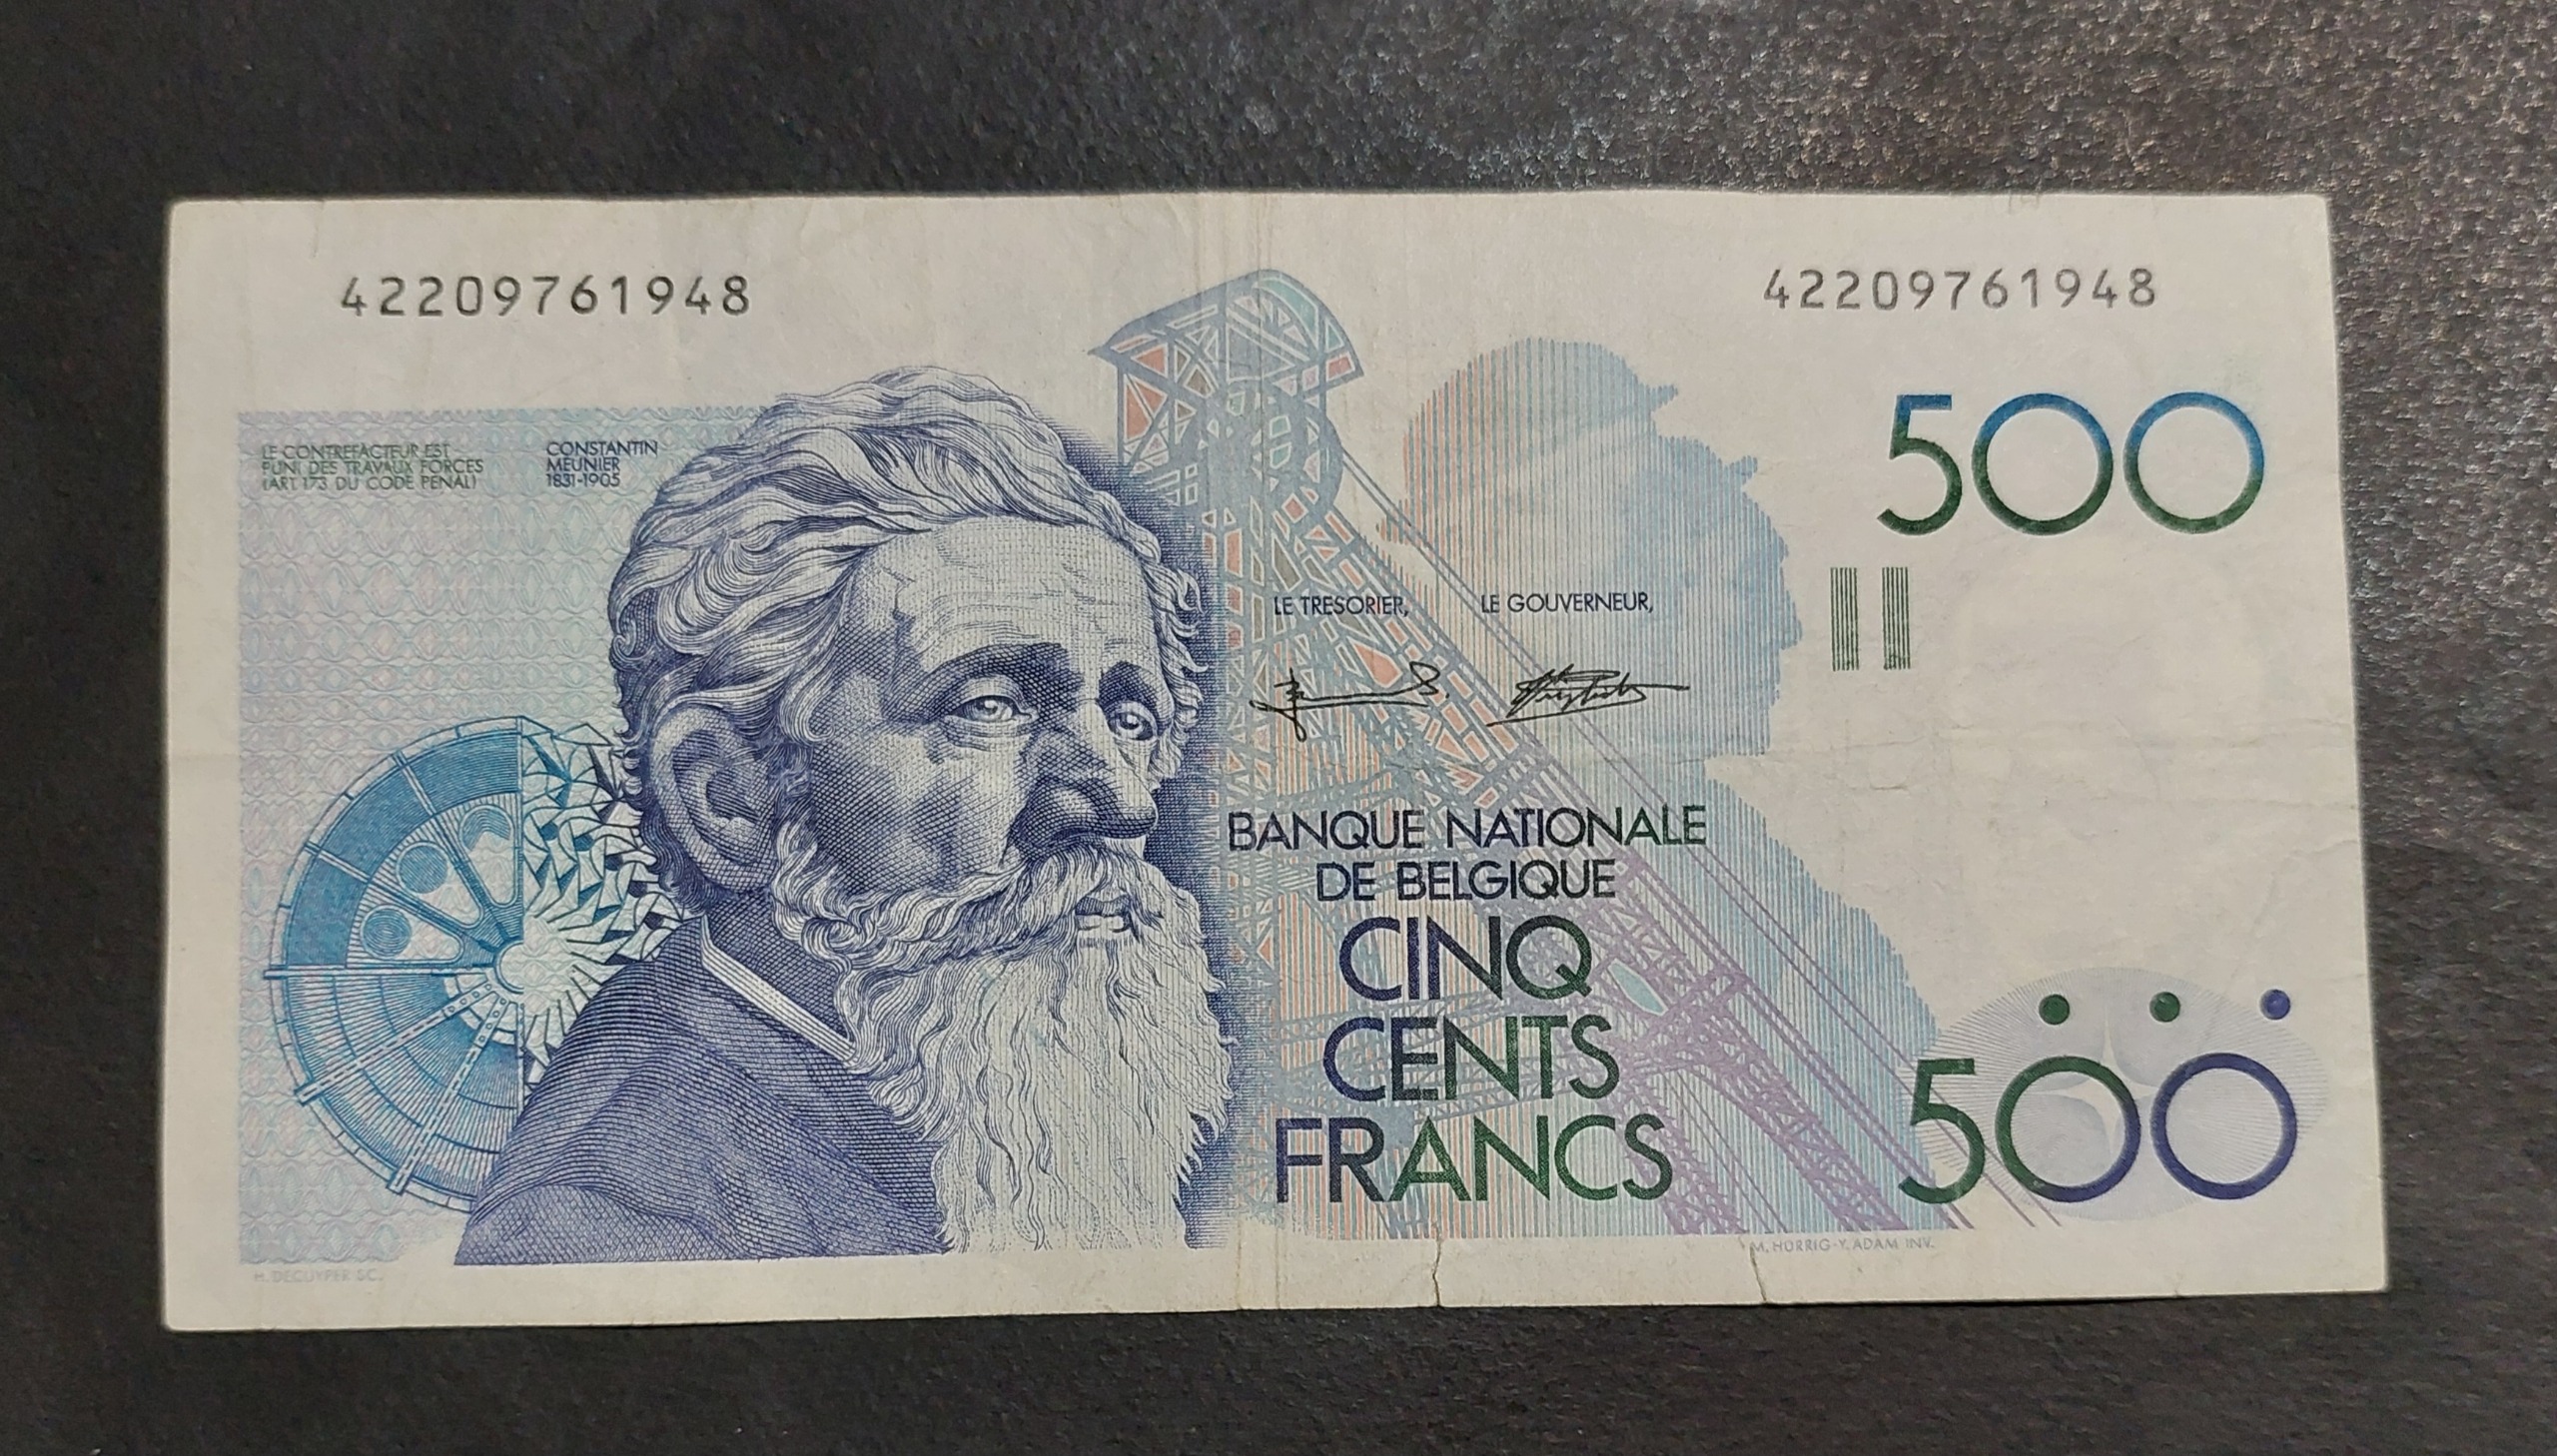 42209761948
42209761948
500
LE CONTREFACTEUR EST
PUNI DES TRAVAUX FORCES
(ART. 173 DU CODE PENAL)
CONSTANTIN
MEUNIER
1831-1905
LE TRESORIER,
LE GOUVERNEUR,
BANQUE NATIONALE
DE BELGIQUE
CINQ
CENTS
FRANCS
500
H. DECUYPER SC.
M. HORRIG-Y. ADAM INV.